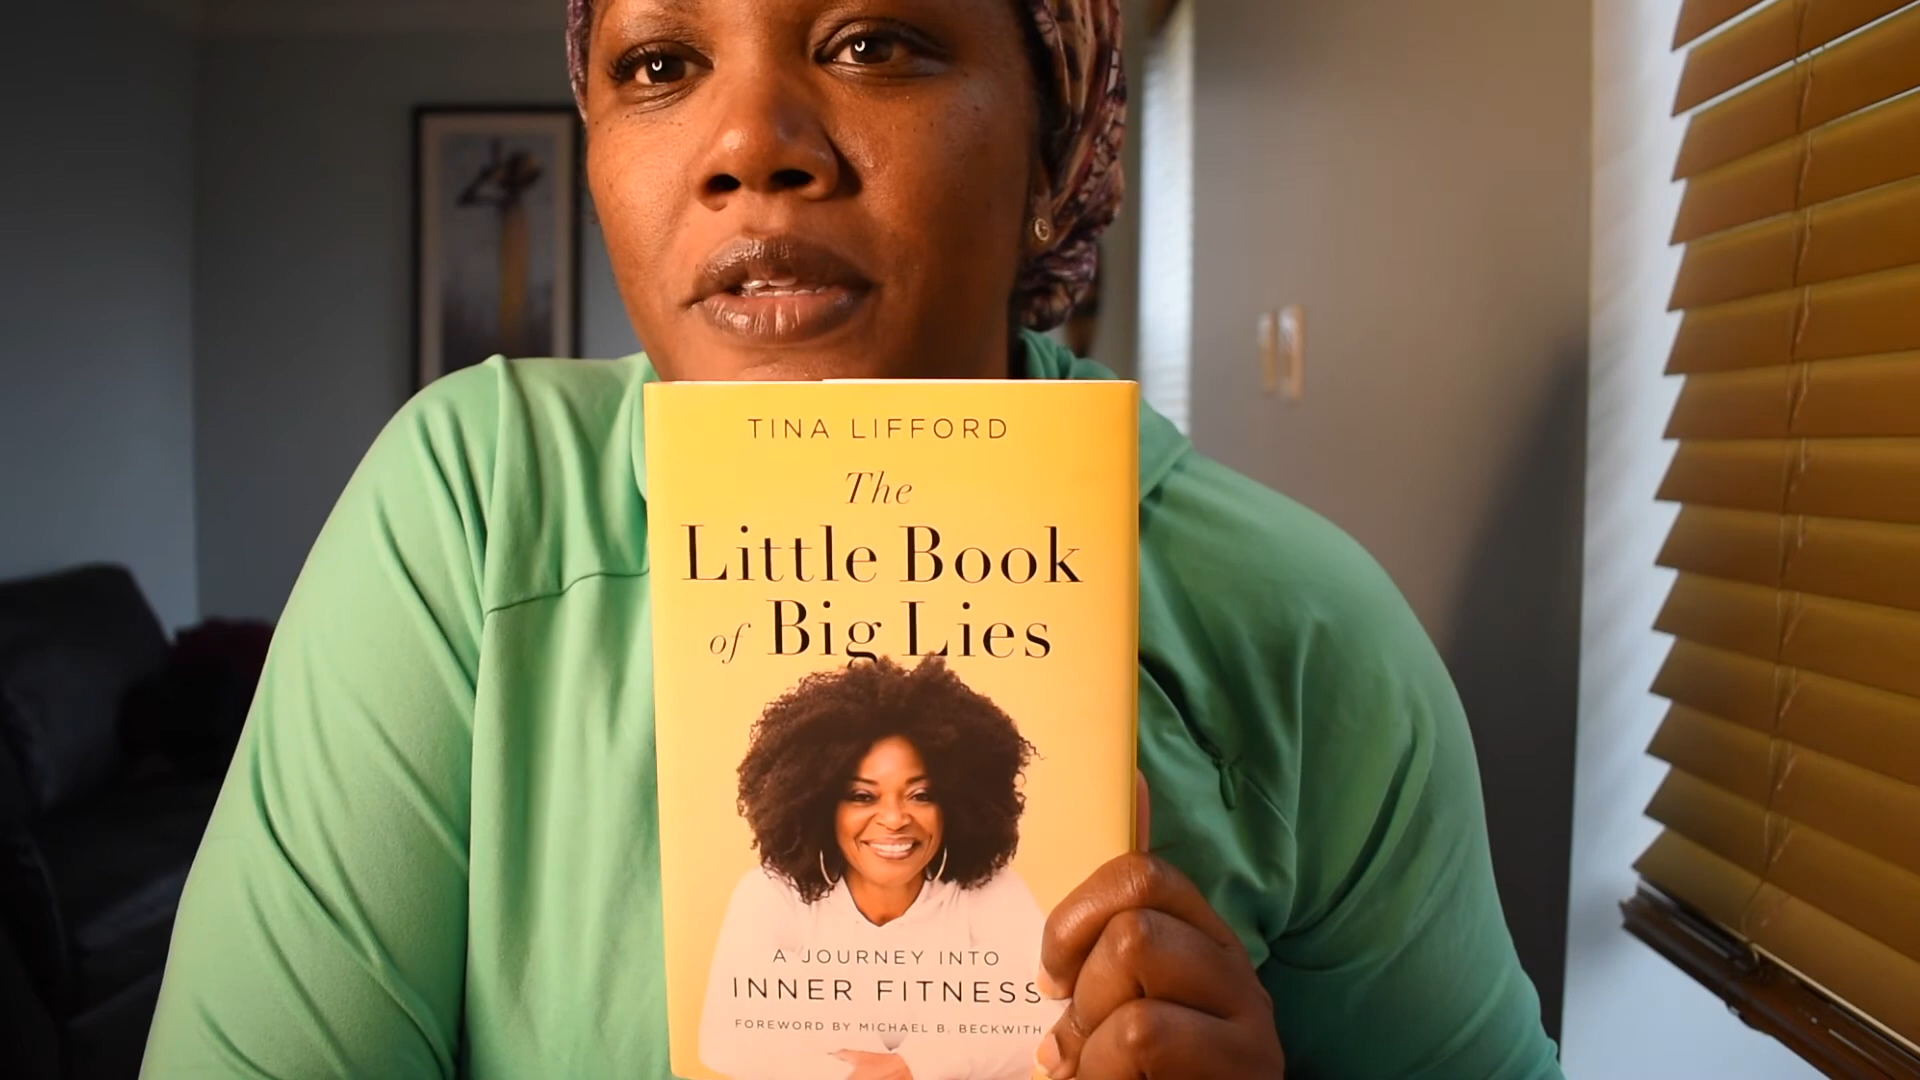 TINA LIFFORD
The
Little Book
of Big Lies
A JOURNEY INTO
INNER FITNESS
FOREWORD BY MICHAEL B. BECKWITH